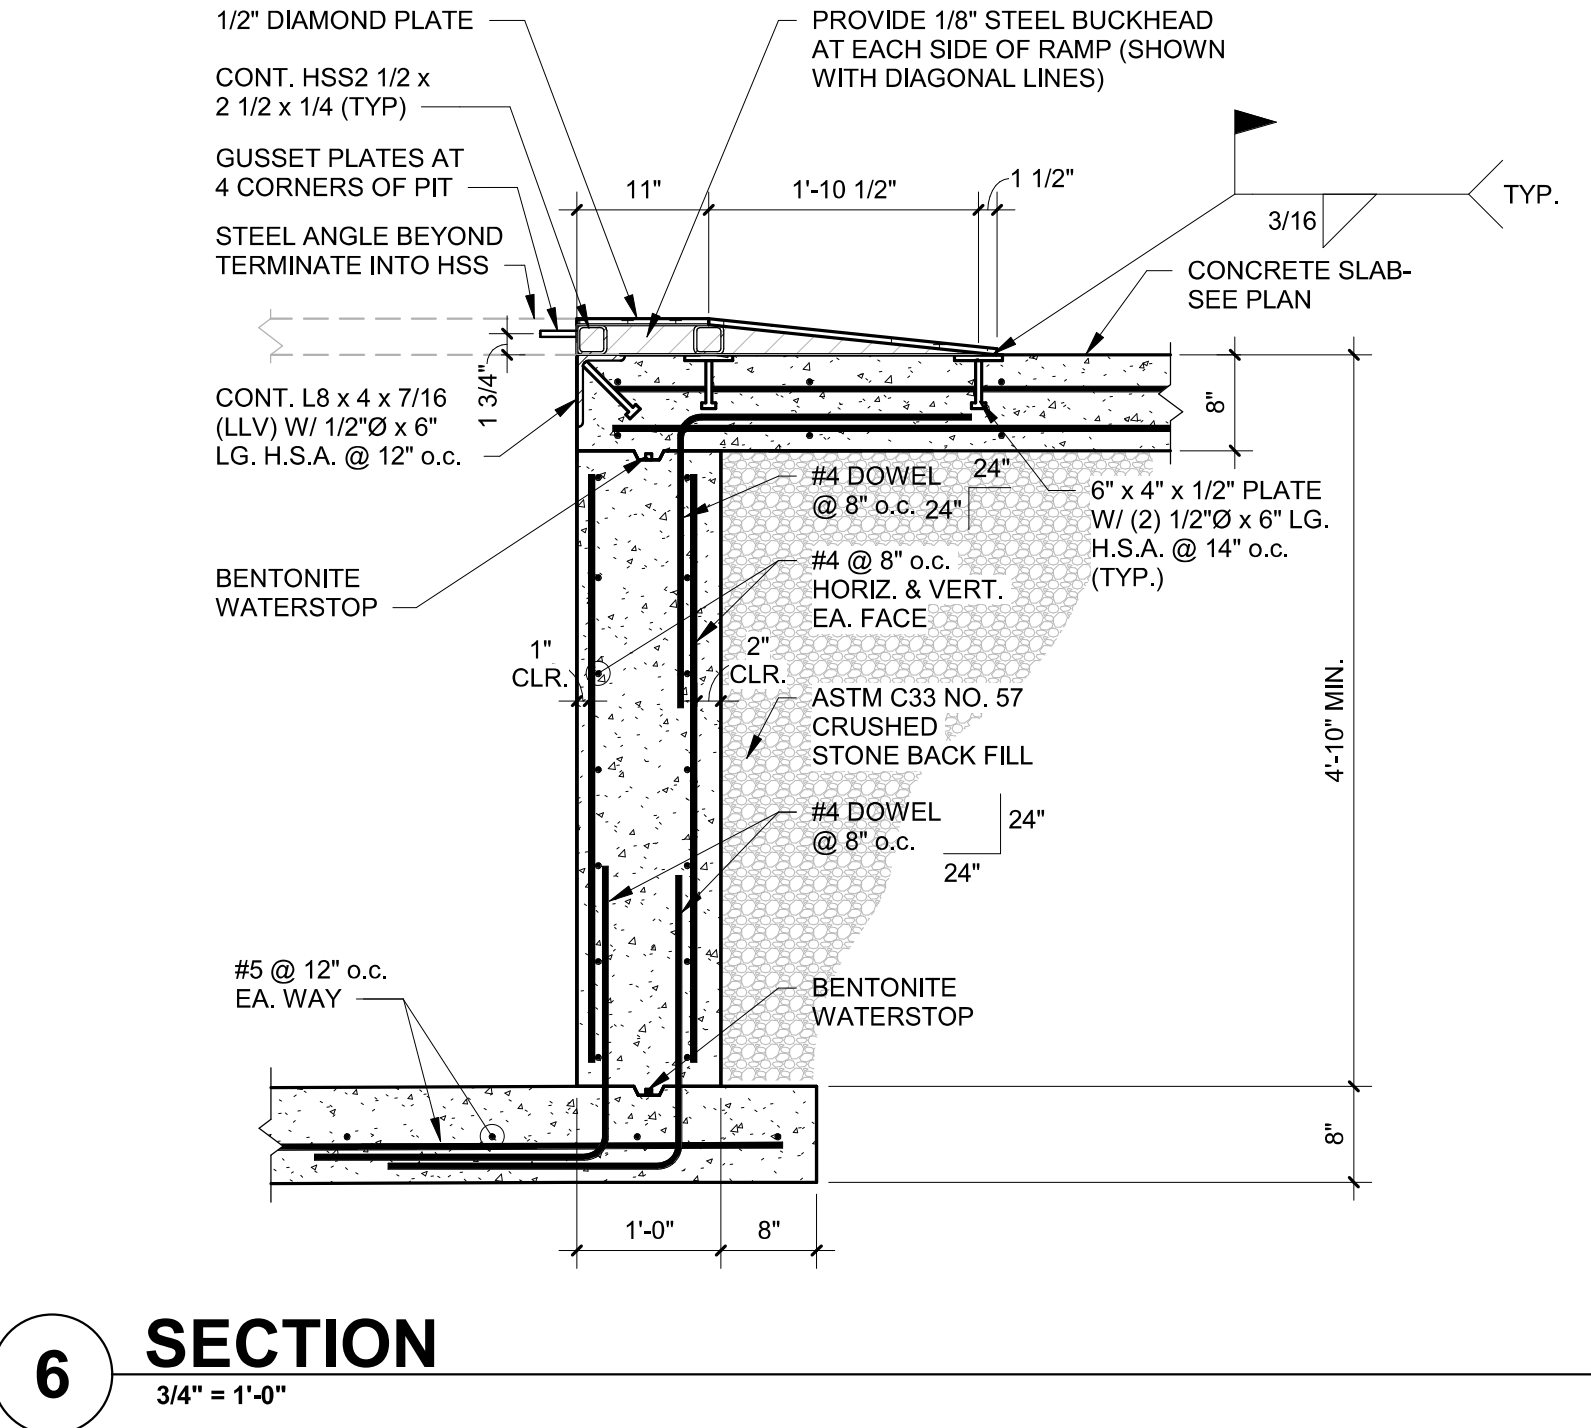 1/2" DIAMOND PLATE
CONT. HSS2 1/2 x
2 1/2 x 1/4 (TYP)
GUSSET PLATES AT
4 CORNERS OF PIT
STEEL ANGLE BEYOND
TERMINATE INTO HSS
PROVIDE 1/8" STEEL BUCKHEAD
AT EACH SIDE OF RAMP (SHOWN
WITH DIAGONAL LINES)
11"
1'-10 1/2"
1 1/2"
3/16
TYP.
CONCRETE SLAB-
SEE PLAN
1 3/4"
8"
CONT. L8 x 4 x 7/16
(LLV) W/ 1/2"Ø x 6"
LG. H.S.A. @ 12" o.c.
#4 DOWEL
@ 8" o.c.
24"
24"
6" x 4" x 1/2" PLATE
W/ (2) 1/2"Ø x 6" LG.
H.S.A. @ 14" o.c.
(TYP.)
BENTONITE
WATERSTOP
#4 @ 8" o.c.
HORIZ. & VERT.
EA. FACE
1"
CLR.
2"
CLR.
ASTM C33 NO. 57
CRUSHED
STONE BACK FILL
4'-10" MIN.
#4 DOWEL
@ 8" o.c.
24"
24"
#5 @ 12" o.c.
EA. WAY
BENTONITE
WATERSTOP
8"
1'-0"
8"
6
SECTION
3/4" = 1'-0"